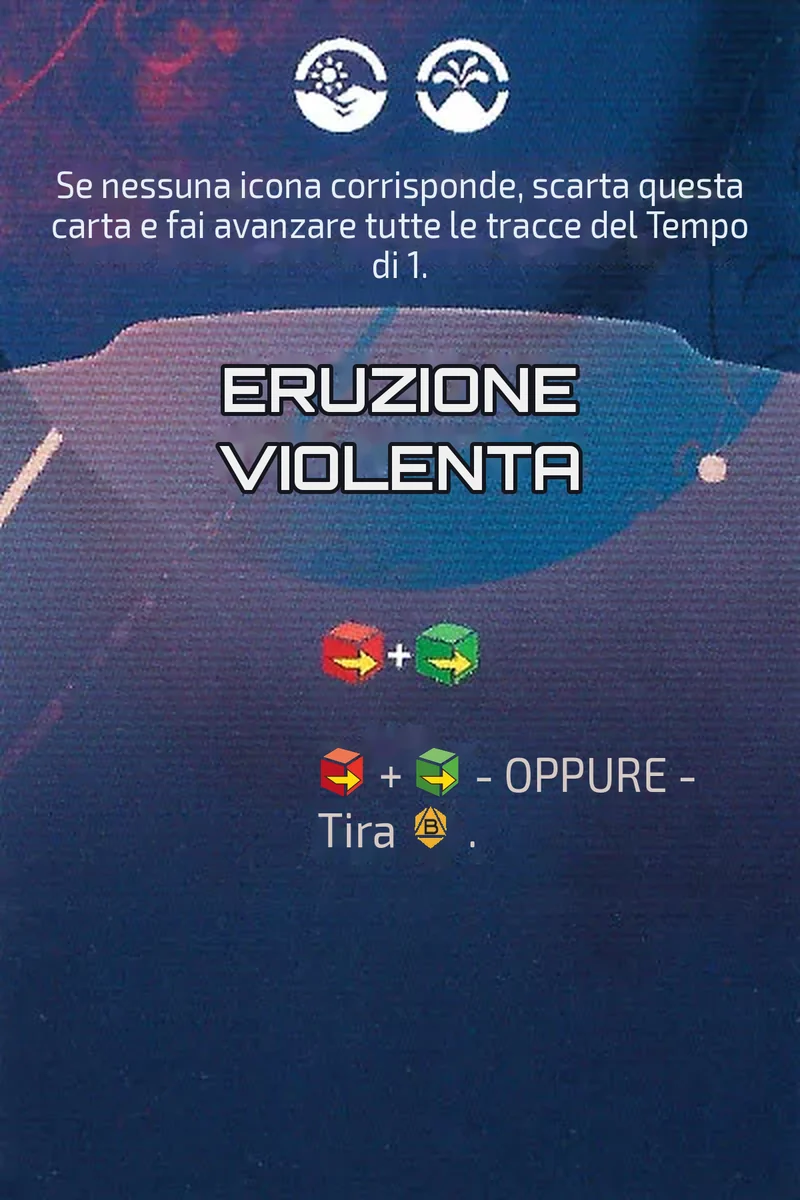 Se nessuna icona corrisponde, scarta questa
carta e fai avanzare tutte le tracce del Tempo
di 1.
ERUZIONE
VIOLENTA
+
+ - OPPURE -
Tira B .